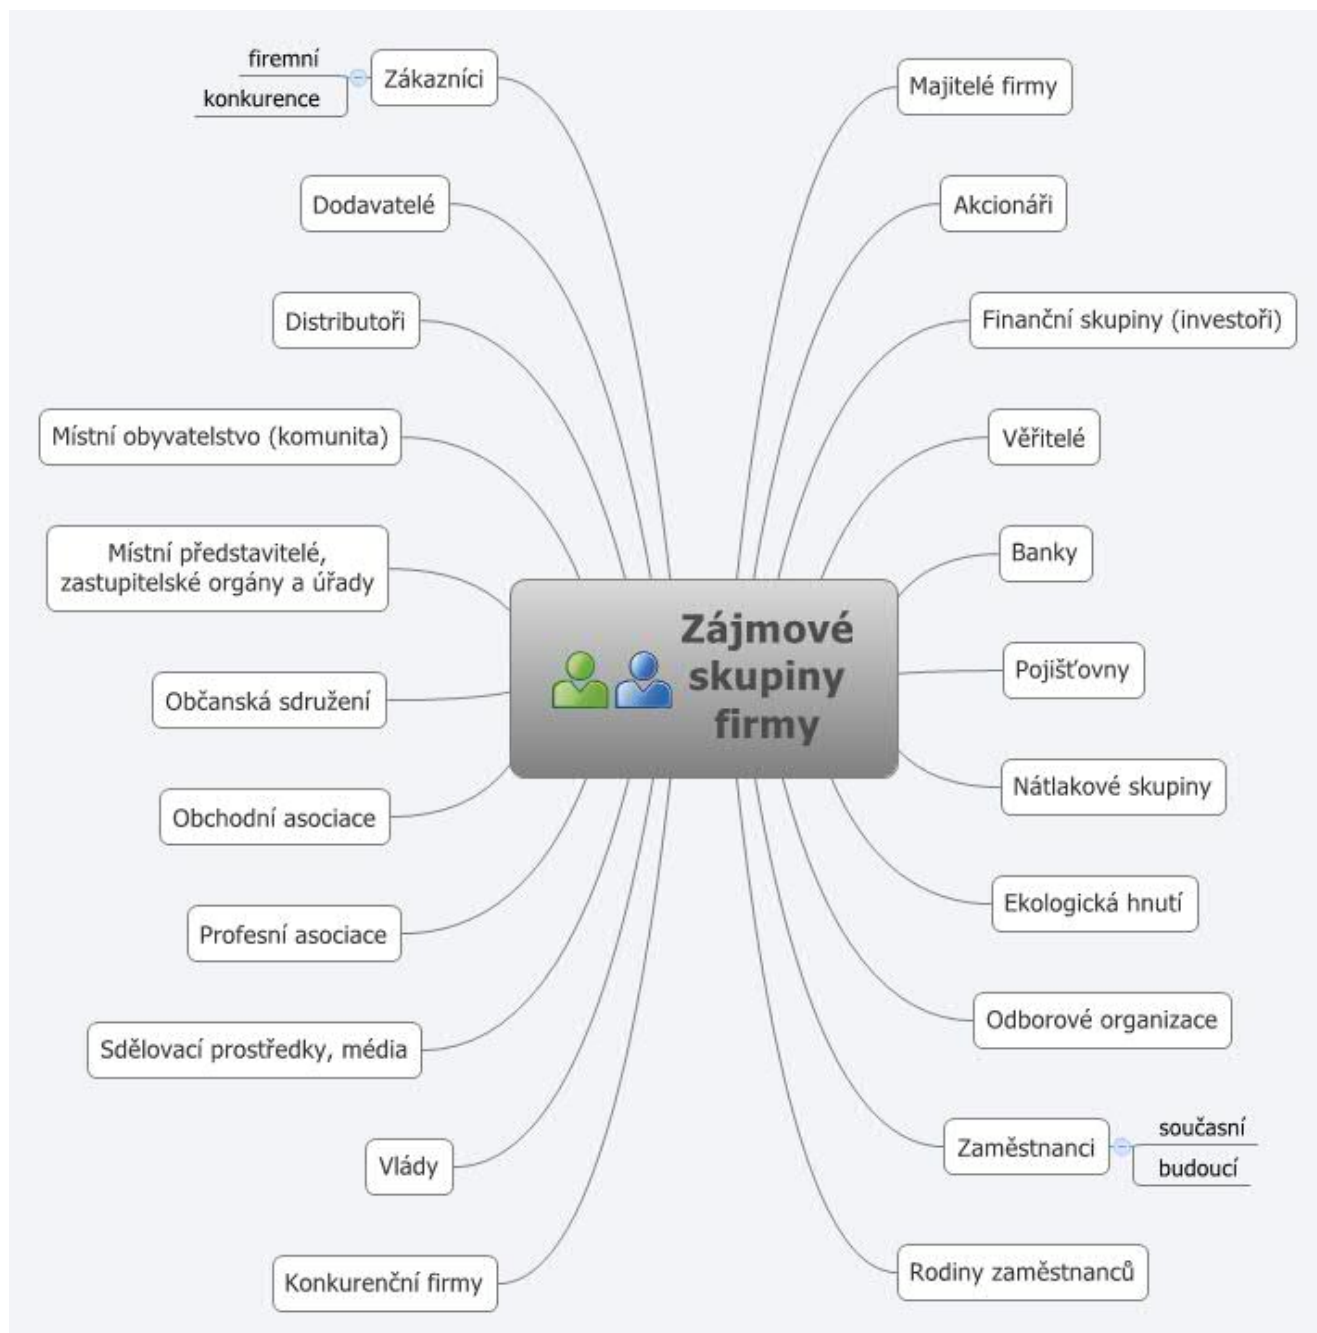 firemní
konkurence
Zákazníci
Dodavatelé
Distributoři
Místní obyvatelstvo (komunita)
Místní představitelé,
zastupitelské orgány a úřady
Občanská sdružení
Obchodní asociace
Profesní asociace
Sdělovací prostředky, média
Vlády
Konkurenční firmy
Zájmové
skupiny
firmy
Majitelé firmy
Akcionáři
Finanční skupiny (investoři)
Věřitelé
Banky
Pojišťovny
Nátlakové skupiny
Ekologická hnutí
Odborové organizace
Zaměstnanci
současní
budoucí
Rodiny zaměstnanců